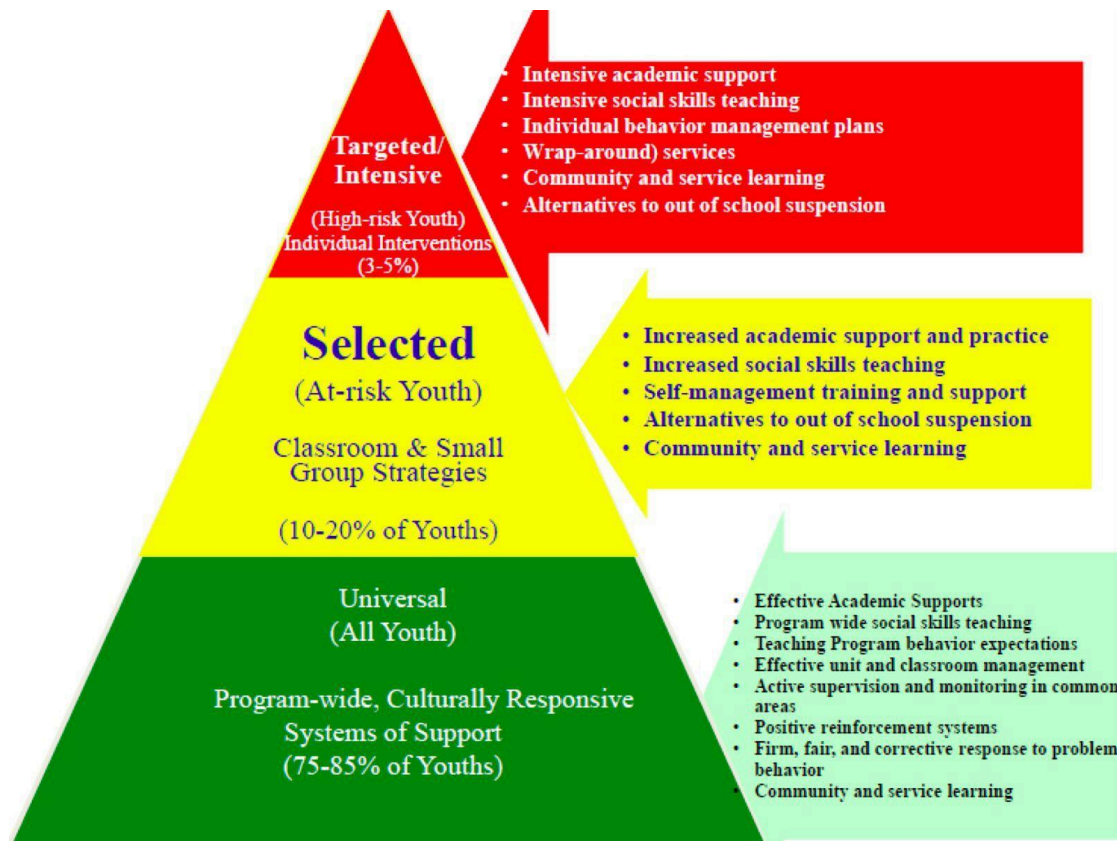 Targeted/
Intensive
(High-risk Youth)
Individual Interventions
(3-5%)
• Intensive academic support
• Intensive social skills teaching
• Individual behavior management plans
• Wrap-around) services
• Community and service learning
• Alternatives to out of school suspension
Selected
(At-risk Youth)
Classroom & Small
Group Strategies
(10-20% of Youths)
• Increased academic support and practice
• Increased social skills teaching
• Self-management training and support
• Alternatives to out of school suspension
• Community and service learning
Universal
(All Youth)
Program-wide, Culturally Responsive
Systems of Support
(75-85% of Youths)
• Effective Academic Supports
• Program wide social skills teaching
• Teaching Program behavior expectations
• Effective unit and classroom management
• Active supervision and monitoring in common
areas
• Positive reinforcement systems
• Firm, fair, and corrective response to problem
behavior
• Community and service learning